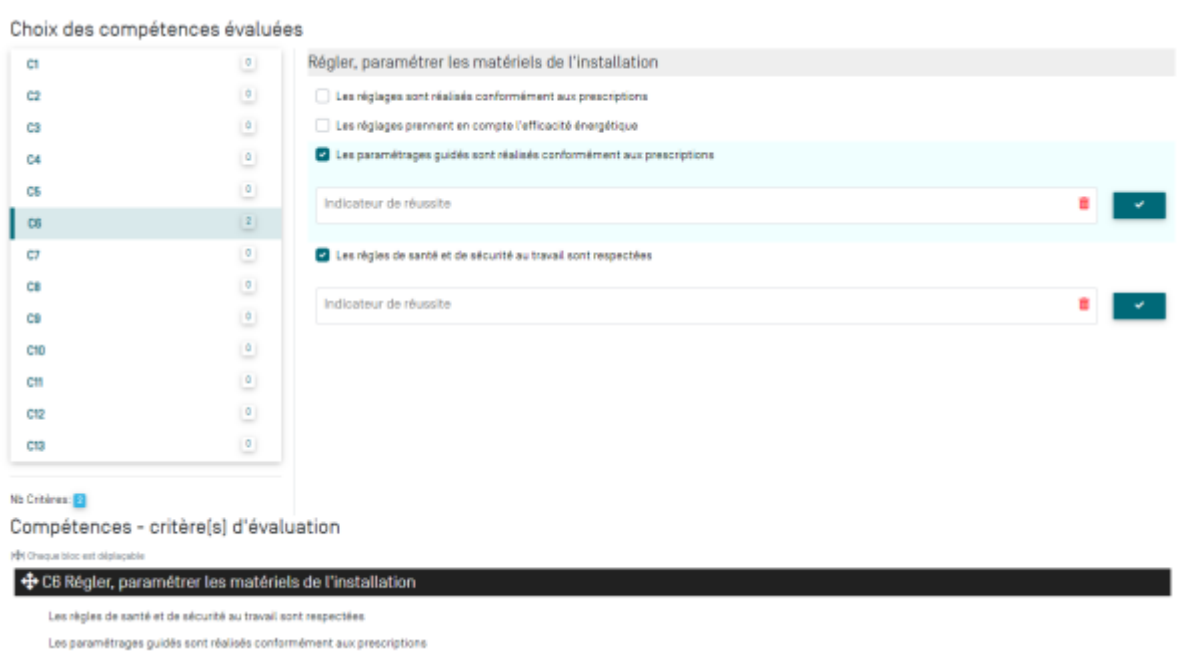 Choix des compétences évaluées
C1 0
C2 0
C3 0
C4 0
C5 0
C6 2
C7 0
C8 0
C9 0
C10 0
C11 0
C12 0
C13 0
Nb Critères: 2
Régler, paramétrer les matériels de l'installation
Les réglages sont réalisés conformément aux prescriptions
Les réglages prennent en compte l'efficacité énergétique
Les paramétrages guidés sont réalisés conformément aux prescriptions
Indicateur de réussite
Les règles de santé et de sécurité au travail sont respectées
Indicateur de réussite
Compétences - critère(s) d'évaluation
Chaque bloc est déplaçable
C6 Régler, paramétrer les matériels de l'installation
Les règles de santé et de sécurité au travail sont respectées
Les paramétrages guidés sont réalisés conformément aux prescriptions